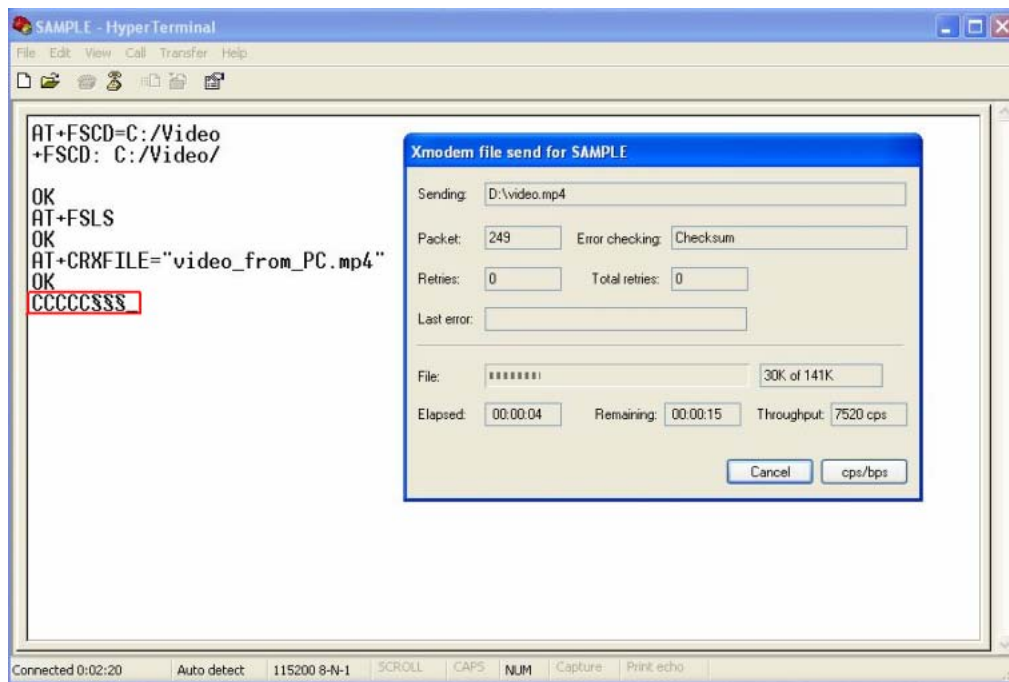 SAMPLE - HyperTerminal
File Edit View Call Transfer Help
AT+FSCD=C:/Video
+FSCD: C:/Video/
OK
AT+FSLS
OK
AT+CRXFILE="video_from_PC.mp4"
OK
CCCCC§§§_
Xmodem file send for SAMPLE
Sending: D:\video.mp4
Packet: 249 Error checking: Checksum
Retries: 0 Total retries: 0
Last error:
File: 30K of 141K
Elapsed: 00:00:04 Remaining: 00:00:15 Throughput: 7520 cps
Cancel cps/bps
Connected 0:02:20 Auto detect 115200 8-N-1 SCROLL CAPS NUM Capture Print echo